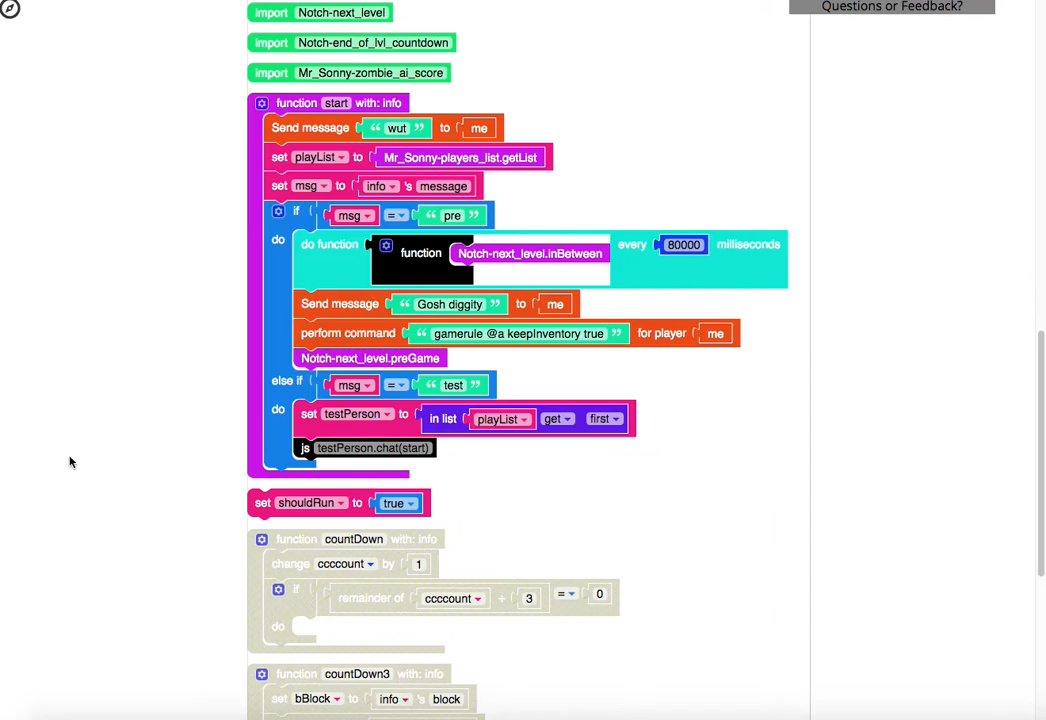 Questions or Feedback?
import Notch-next_level
import Notch-end_of_lvl_countdown
import Mr_Sonny-zombie_ai_score
function start with: info
Send message “ wut ” to me
set playList to Mr_Sonny-players_list.getList
set msg to info 's message
if msg = “ pre ”
do do function function Notch-next_level.inBetween every 80000 milliseconds
Send message “ Gosh diggity ” to me
perform command “ gamerule @a keepInventory true ” for player me
Notch-next_level.preGame
else if msg = “ test ”
do set testPerson to in list playList get first
js testPerson.chat(start)
set shouldRun to true
function countDown with: info
change ccccount by 1
if remainder of ccccount ÷ 3 = 0
do
function countDown3 with: info
set bBlock to info 's block